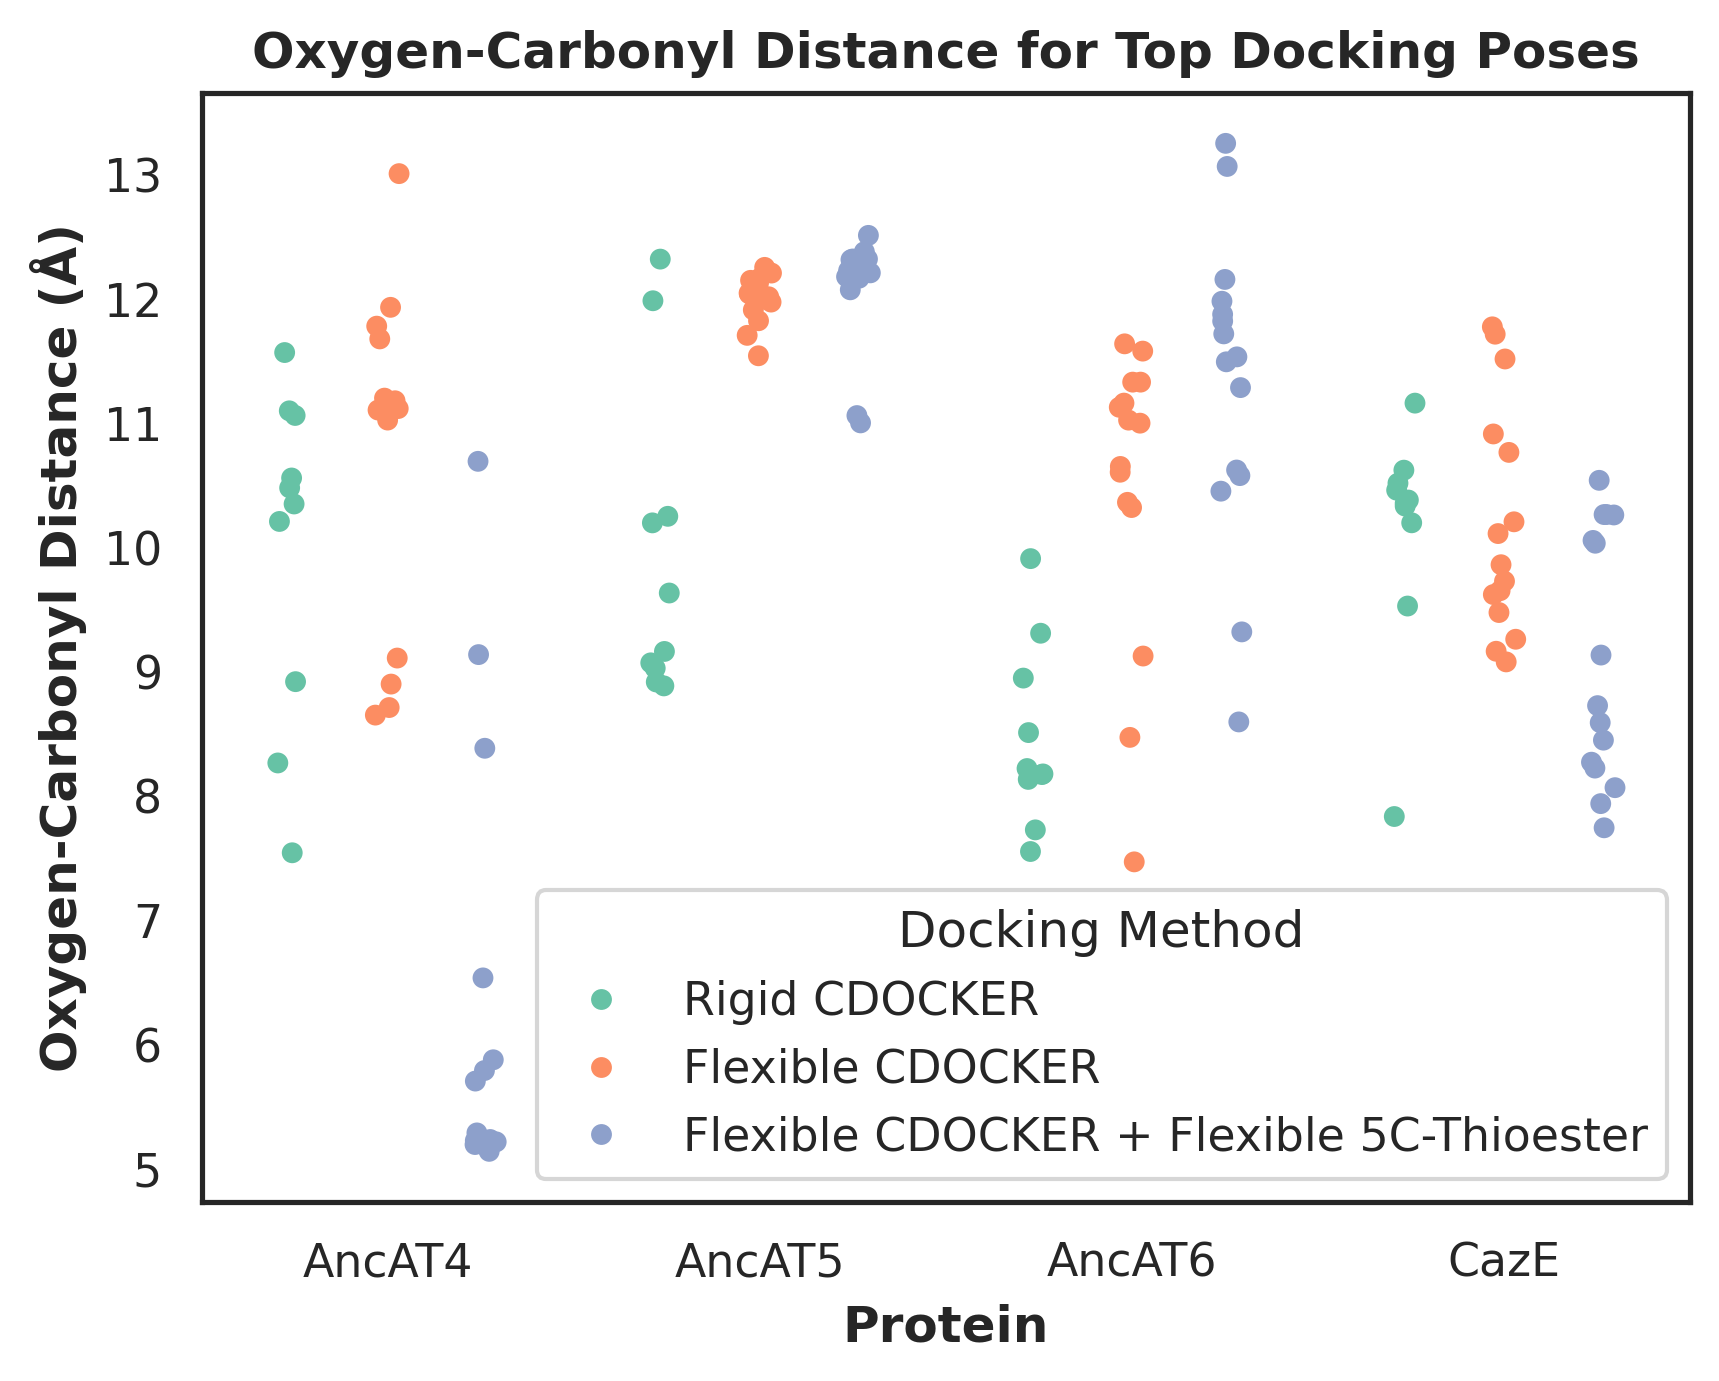 Oxygen-Carbonyl Distance for Top Docking Poses
Oxygen-Carbonyl Distance (Å)
13
12
11
10
9
8
7
6
5
Docking Method
Rigid CDOCKER
Flexible CDOCKER
Flexible CDOCKER + Flexible 5C-Thioester
AncAT4 AncAT5 AncAT6 CazE
Protein